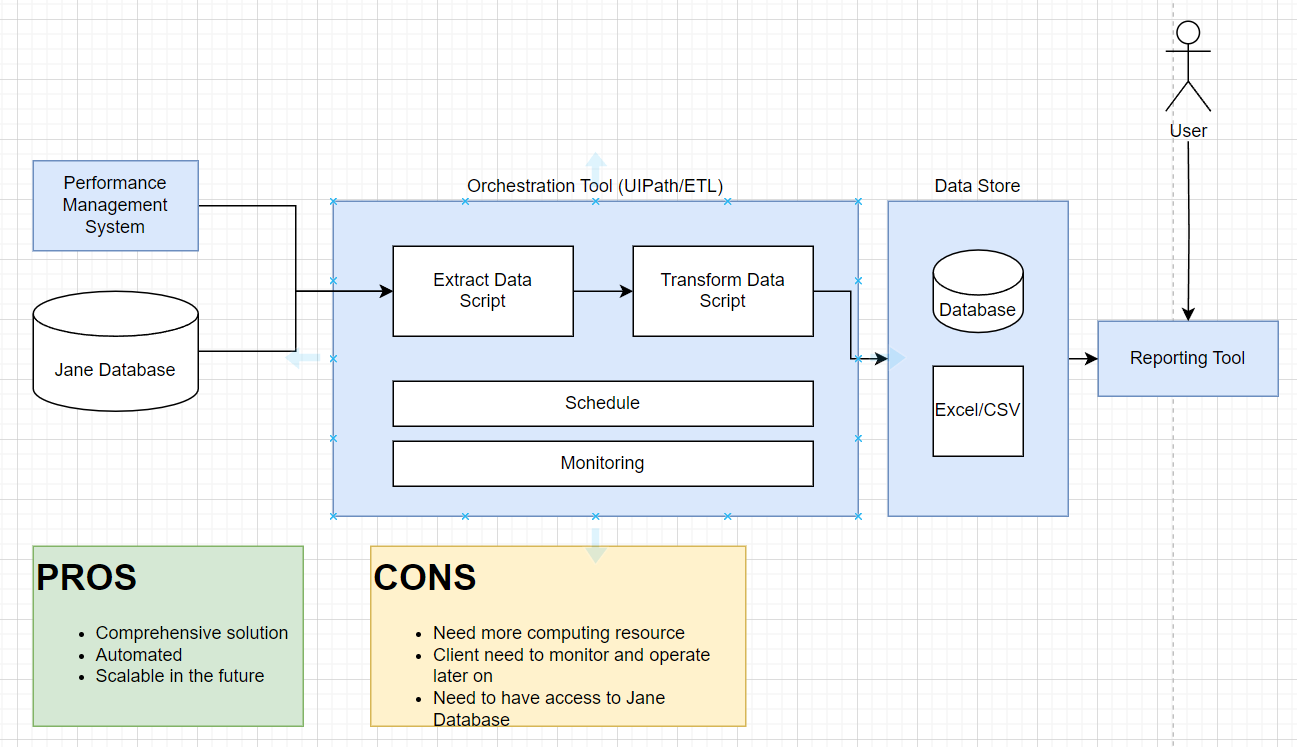 User
Orchestration Tool (UIPath/ETL)
Data Store
Performance
Management
System
Extract Data
Script
Transform Data
Script
Database
Jane Database
Reporting Tool
Schedule
Excel/CSV
Monitoring
PROS
Comprehensive solution
Automated
Scalable in the future
CONS
Need more computing resource
Client need to monitor and operate
later on
Need to have access to Jane
Database